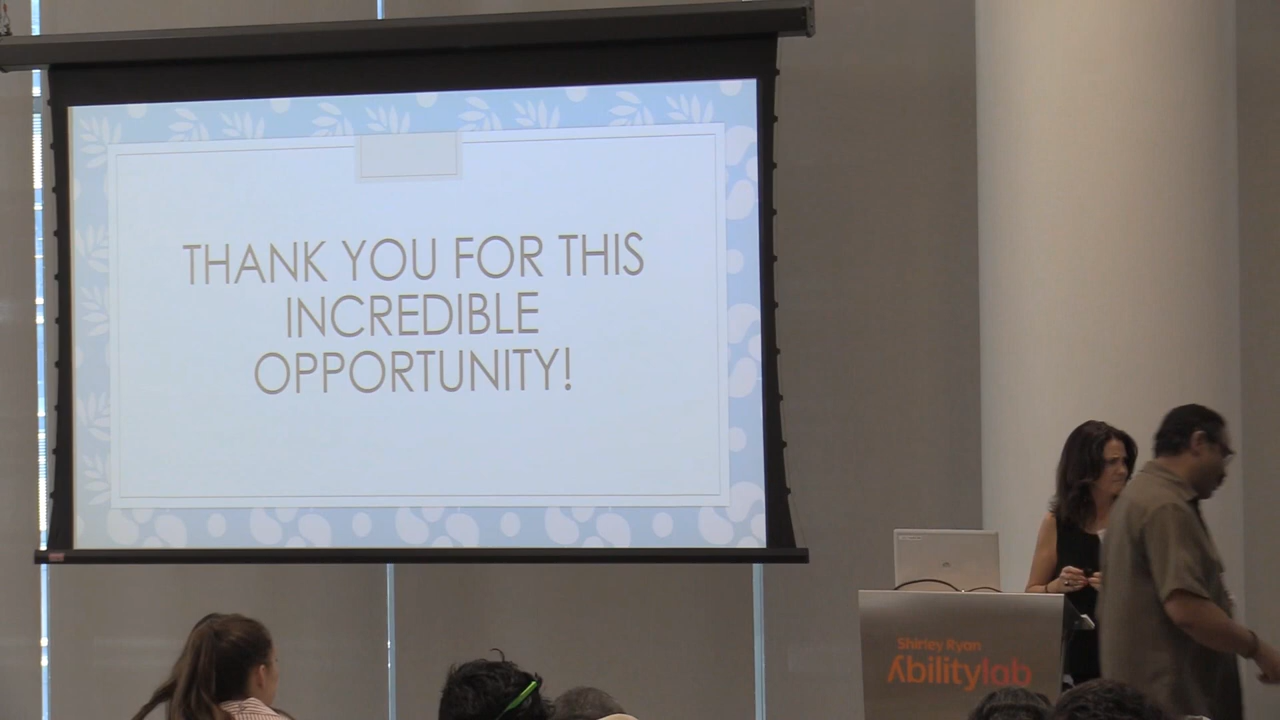 THANK YOU FOR THIS
INCREDIBLE
OPPORTUNITY!
Shirley Ryan
Abilitylab